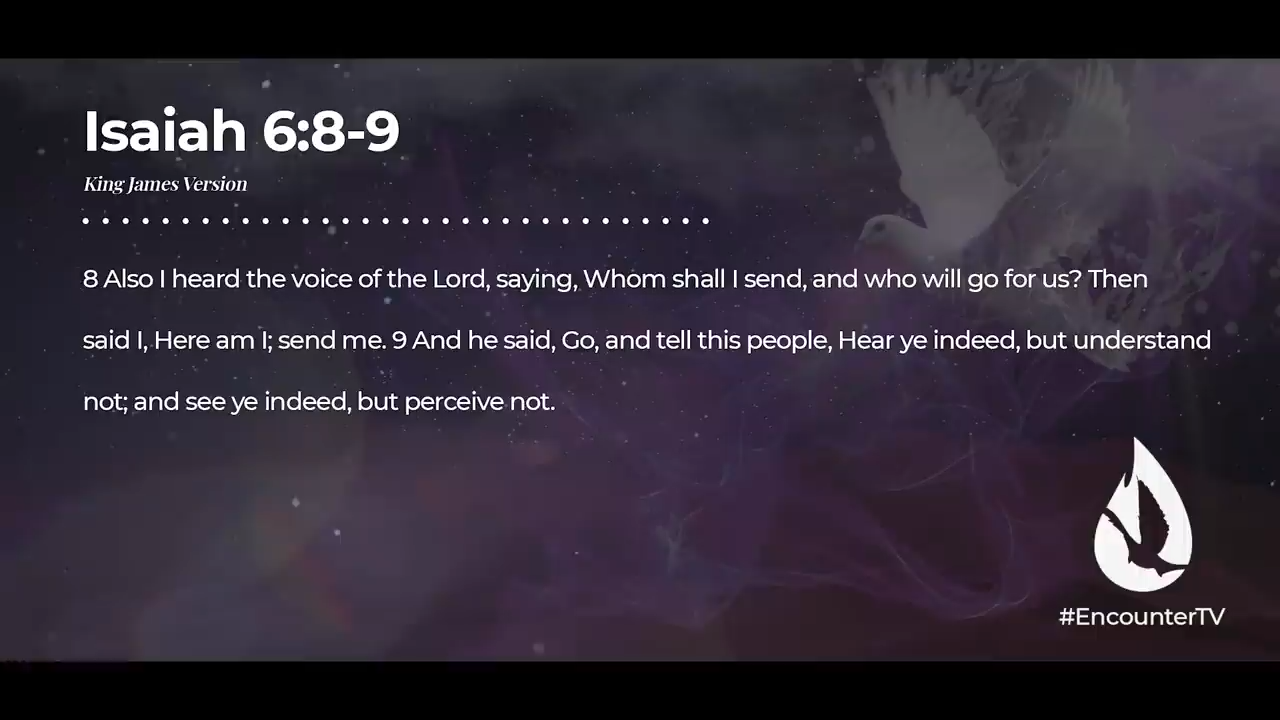 Isaiah 6:8-9
King James Version
8 Also I heard the voice of the Lord, saying, Whom shall I send, and who will go for us? Then
said I, Here am I; send me. 9 And he said, Go, and tell this people, Hear ye indeed, but understand
not; and see ye indeed, but perceive not.
#EncounterTV